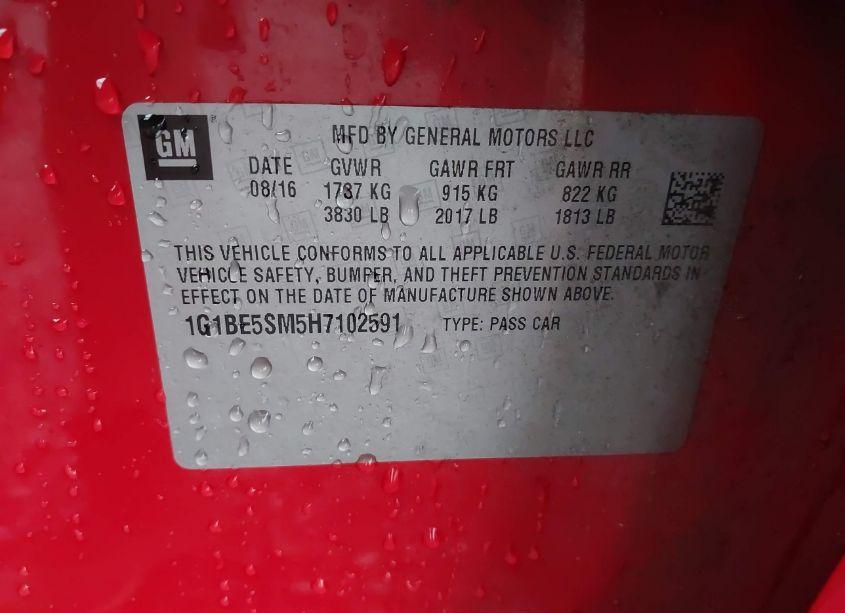 GM
MFD BY GENERAL MOTORS LLC
DATE GVWR GAWR FRT GAWR RR
08/16 1737 KG 915 KG 822 KG
3830 LB 2017 LB 1813 LB
THIS VEHICLE CONFORMS TO ALL APPLICABLE U.S. FEDERAL MOTOR
VEHICLE SAFETY, BUMPER, AND THEFT PREVENTION STANDARDS IN
EFFECT ON THE DATE OF MANUFACTURE SHOWN ABOVE.
1G1BE5SM5H7102591 TYPE: PASS CAR